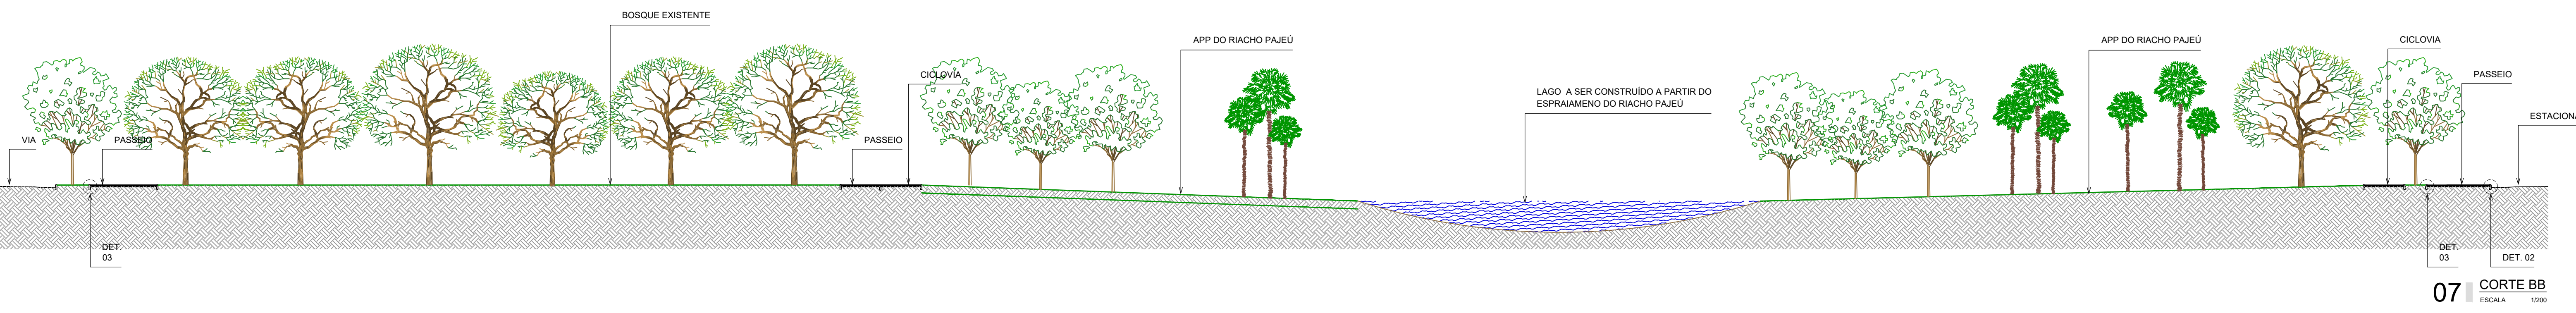 BOSQUE EXISTENTE
APP DO RIACHO PAJEÚ
APP DO RIACHO PAJEÚ
CICLOVIA
CICLOVIA
PASSEIO
LAGO A SER CONSTRUÍDO A PARTIR DO
ESPRAIAMENO DO RIACHO PAJEÚ
ESTACIONA
VIA
PASSEIO
PASSEIO
DET.
03
DET.
03
DET. 02
07
CORTE BB
ESCALA 1/200